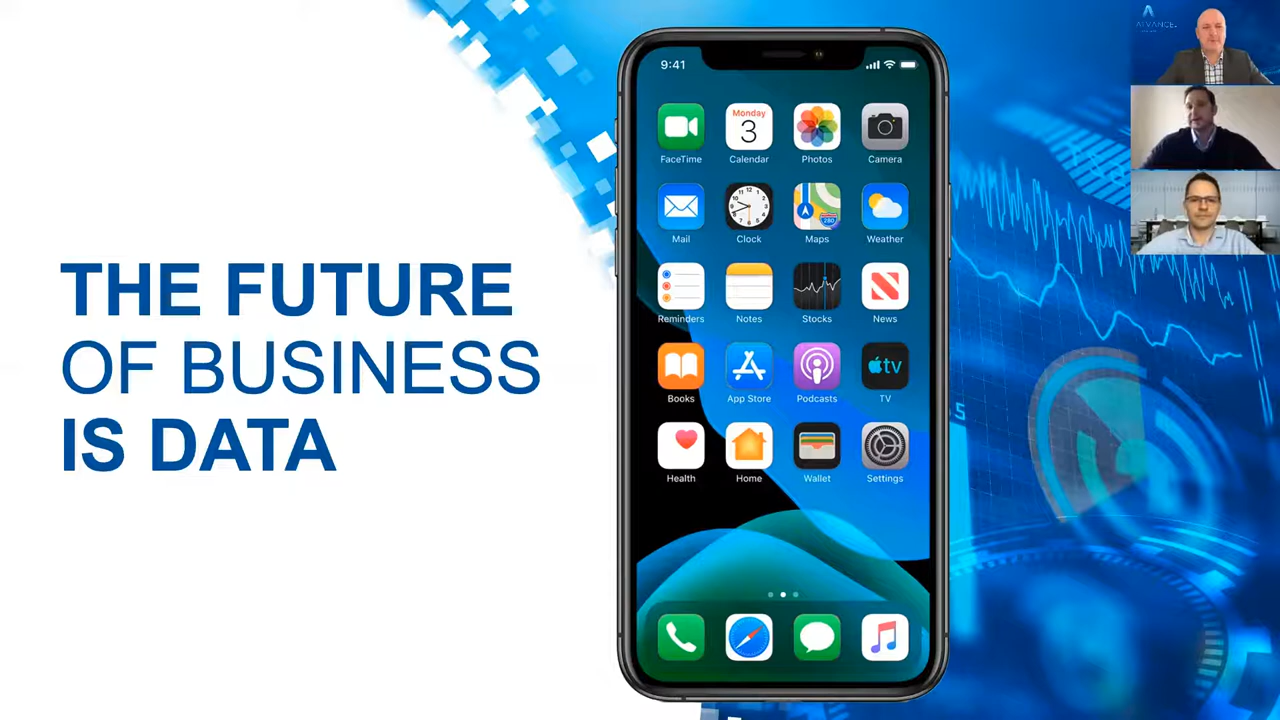 THE FUTURE
OF BUSINESS
IS DATA
9:41
FaceTime
Monday
3
Calendar
Photos
Camera
Mail
Clock
280
Maps
Weather
Reminders
Notes
Stocks
News
Books
App Store
Podcasts
tv
TV
Health
Home
Wallet
Settings